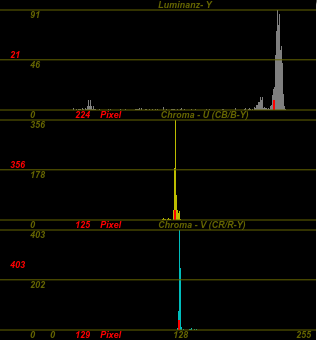 Luminanz- Y
91
21
46
0 224 Pixel
Chroma - U (CB/B-Y)
356
356
178
0 125 Pixel Chroma - V (CR/R-Y)
403
403
202
0 0 129 Pixel 128 255